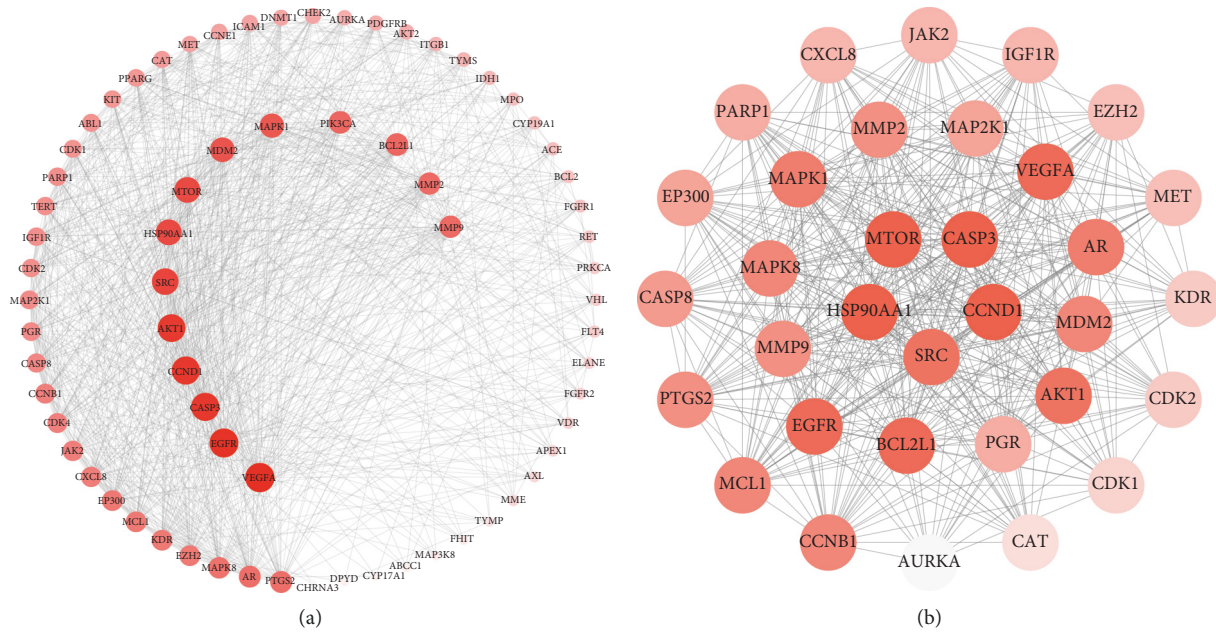 DNMT1
CHEK2
AURKA
ICAM1
PDGFRB
CCNE1
AKT2
MET
ITGB1
CAT
TYMS
PPARG
IDH1
KIT
MPO
ABL1
CYP19A1
CDK1
ACE
PARP1
BCL2
TERT
FGFR1
IGF1R
RET
CDK2
PRKCA
MAP2K1
VHL
PGR
FLT4
CASP8
ELANE
CCNB1
FGFR2
CDK4
VDR
JAK2
APEX1
CXCL8
AXL
EP300
MME
MCL1
TYMP
KDR
FHIT
EZH2
MAP3K8
MAPK8
ABCC1
AR
CYP17A1
PTGS2
DPYD
CHRNA3
MAPK1
PIK3CA
MDM2
BCL2L1
MTOR
MMP2
HSP90AA1
MMP9
SRC
AKT1
CCND1
CASP3
EGFR
VEGFA
(a)
JAK2
CXCL8
IGF1R
PARP1
MMP2
MAP2K1
EZH2
MAPK1
VEGFA
EP300
MET
MTOR
CASP3
AR
MAPK8
CASP8
HSP90AA1
CCND1
KDR
MDM2
MMP9
SRC
PTGS2
AKT1
CDK2
EGFR
BCL2L1
PGR
MCL1
CDK1
CCNB1
CAT
AURKA
(b)